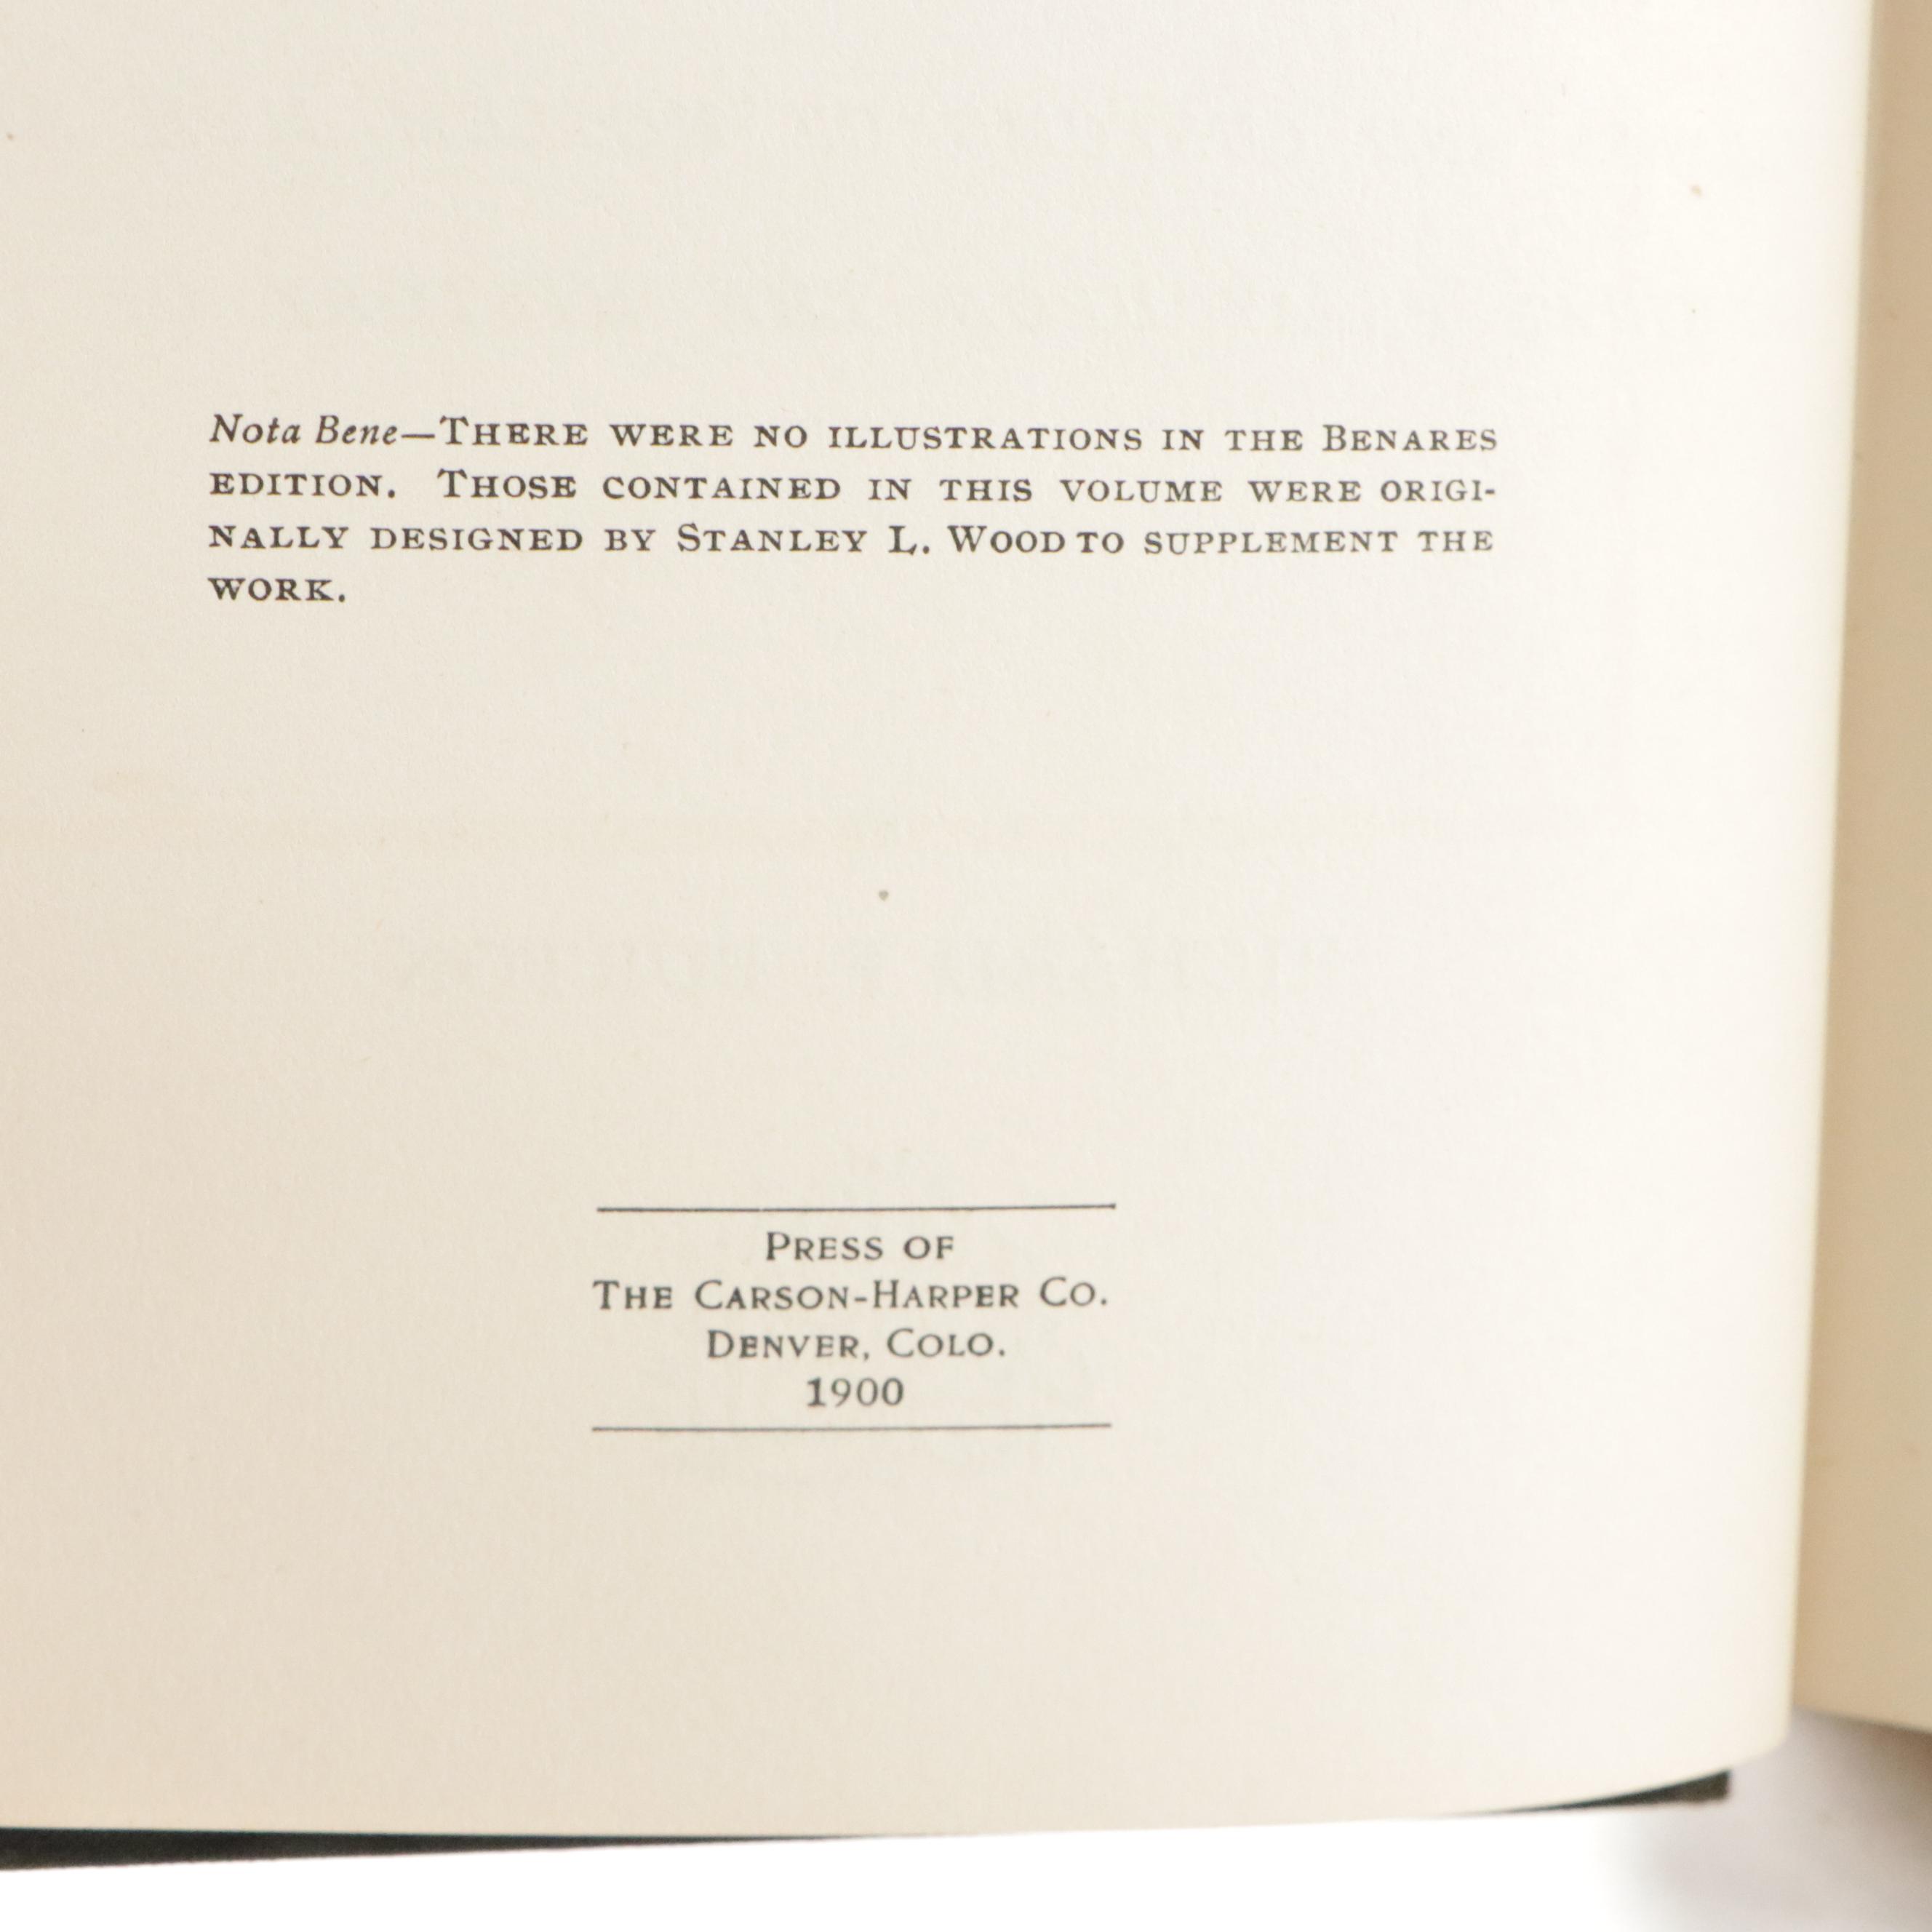 Nota Bene—THERE WERE NO ILLUSTRATIONS IN THE BENARES
EDITION. THOSE CONTAINED IN THIS VOLUME WERE ORIGI-
NALLY DESIGNED BY STANLEY L. WOOD TO SUPPLEMENT THE
WORK.
PRESS OF
THE CARSON-HARPER CO.
DENVER, COLO.
1900